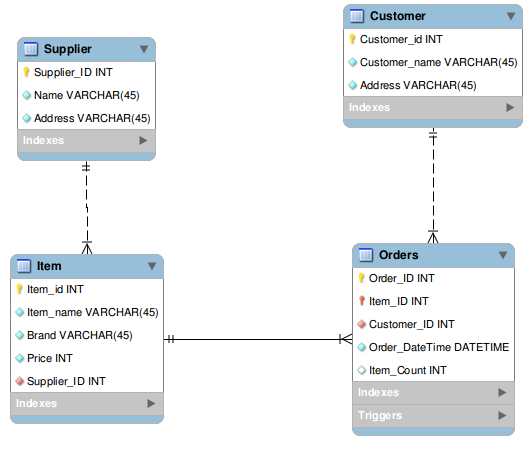 Supplier
Supplier_ID INT
Name VARCHAR(45)
Address VARCHAR(45)
Indexes
Customer
Customer_id INT
Customer_name VARCHAR(45)
Address VARCHAR(45)
Indexes
Item
Item_id INT
Item_name VARCHAR(45)
Brand VARCHAR(45)
Price INT
Supplier_ID INT
Indexes
Orders
Order_ID INT
Item_ID INT
Customer_ID INT
Order_DateTime DATETIME
Item_Count INT
Indexes
Triggers